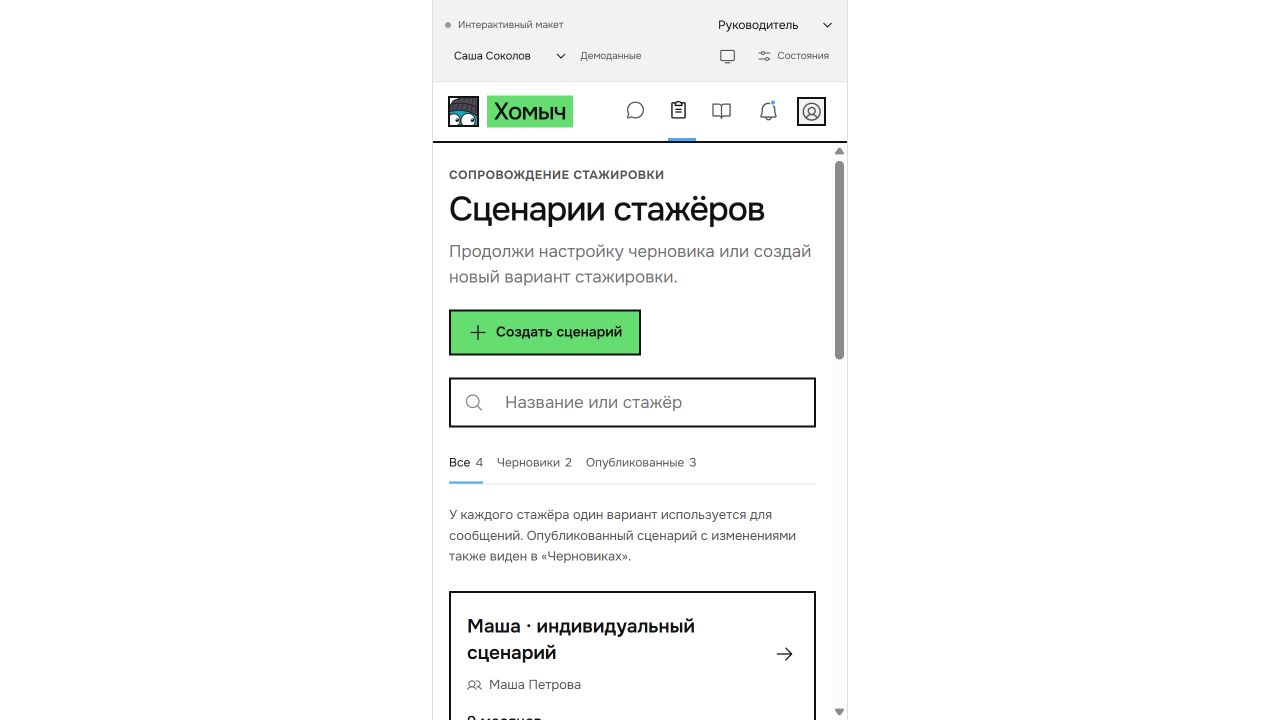 Интерактивный макет
Руководитель
Саша Соколов
Демоданные
Состояния
Хомыч
СОПРОВОЖДЕНИЕ СТАЖИРОВКИ
Сценарии стажёров
Продолжи настройку черновика или создай
новый вариант стажировки.
Создать сценарий
Название или стажёр
Все 4 Черновики 2 Опубликованные 3
У каждого стажёра один вариант используется для
сообщений. Опубликованный сценарий с изменениями
также виден в «Черновиках».
Маша · индивидуальный
сценарий
Маша Петрова